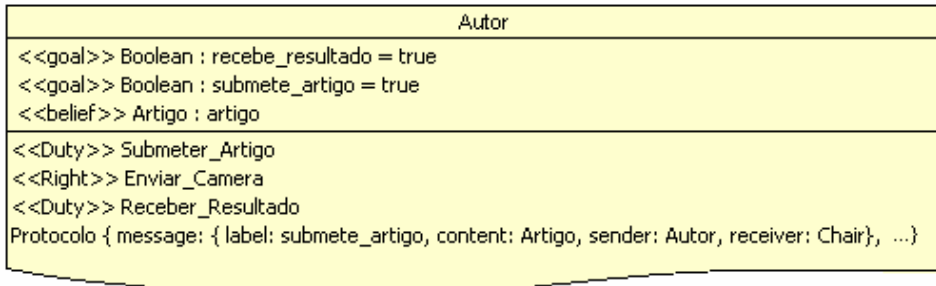 Autor
<<goal>> Boolean : recebe_resultado = true
<<goal>> Boolean : submete_artigo = true
<<belief>> Artigo : artigo
<<Duty>> Submeter_Artigo
<<Right>> Enviar_Camera
<<Duty>> Receber_Resultado
Protocolo { message: { label: submete_artigo, content: Artigo, sender: Autor, receiver: Chair}, ...}